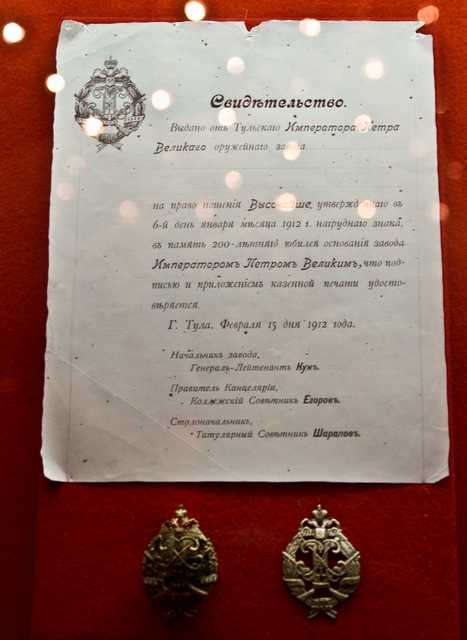 Свидѣтельство.
Выдано отъ Тульскаго Императора Петра
Великаго оружейнаго завода
на право ношенія Высочайше, утвержденнаго въ
6-й день января мѣсяца 1912 г. нагруднаго знака,
въ память 200-лѣтняго юбилея основанія завода
Императоромъ Петромъ Великимъ, что под-
писью и приложеніемъ казенной печати удосто-
вѣряется.
Г. Тула, Февраля 15 дня 1912 года.
Начальникъ завода,
Генералъ-Лейтенантъ Кунъ.
Правитель Канцеляріи,
Коллежскій Совѣтникъ Егоровъ.
Столоначальникъ,
Татулярный Совѣтникъ Шараповъ.